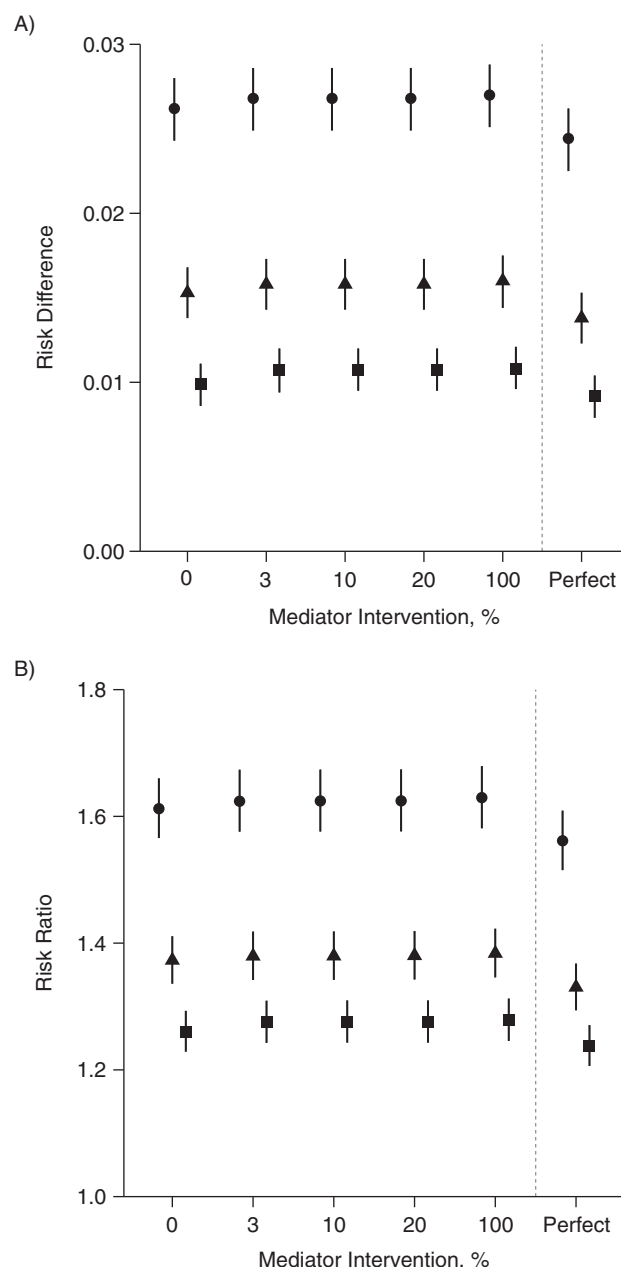 A)
0.03
0.02
0.01
0.00
Risk Difference
0 3 10 20 100 Perfect
Mediator Intervention, %
B)
1.8
1.6
1.4
1.2
1.0
Risk Ratio
0 3 10 20 100 Perfect
Mediator Intervention, %